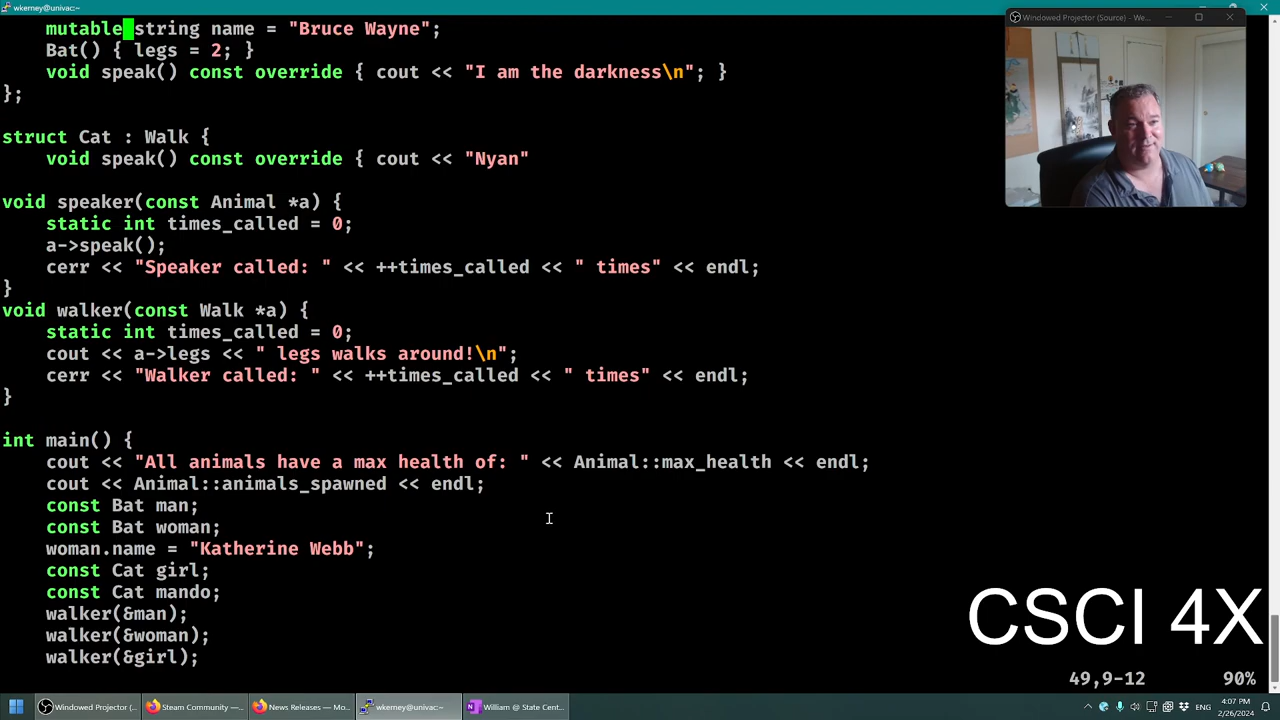 wkerney@univac:~
mutable string name = "Bruce Wayne";
Bat() { legs = 2; }
void speak() const override { cout << "I am the darkness\n"; }
};
struct Cat : Walk {
void speak() const override { cout << "Nyan"
void speaker(const Animal *a) {
static int times_called = 0;
a->speak();
cerr << "Speaker called: " << ++times_called << " times" << endl;
}
void walker(const Walk *a) {
static int times_called = 0;
cout << a->legs << " legs walks around!\n";
cerr << "Walker called: " << ++times_called << " times" << endl;
}
int main() {
cout << "All animals have a max health of: " << Animal::max_health << endl;
cout << Animal::animals_spawned << endl;
const Bat man;
const Bat woman;
woman.name = "Katherine Webb";
const Cat girl;
const Cat mando;
walker(&man);
walker(&woman);
walker(&girl);
49,9-12 90%
Windowed Projector (Source) - We...
CSCI 4X
Windowed Projector (...
Steam Community —...
News Releases — Mo...
wkerney@univac:~
William @ State Cent...
4:07 PM
2/26/2024